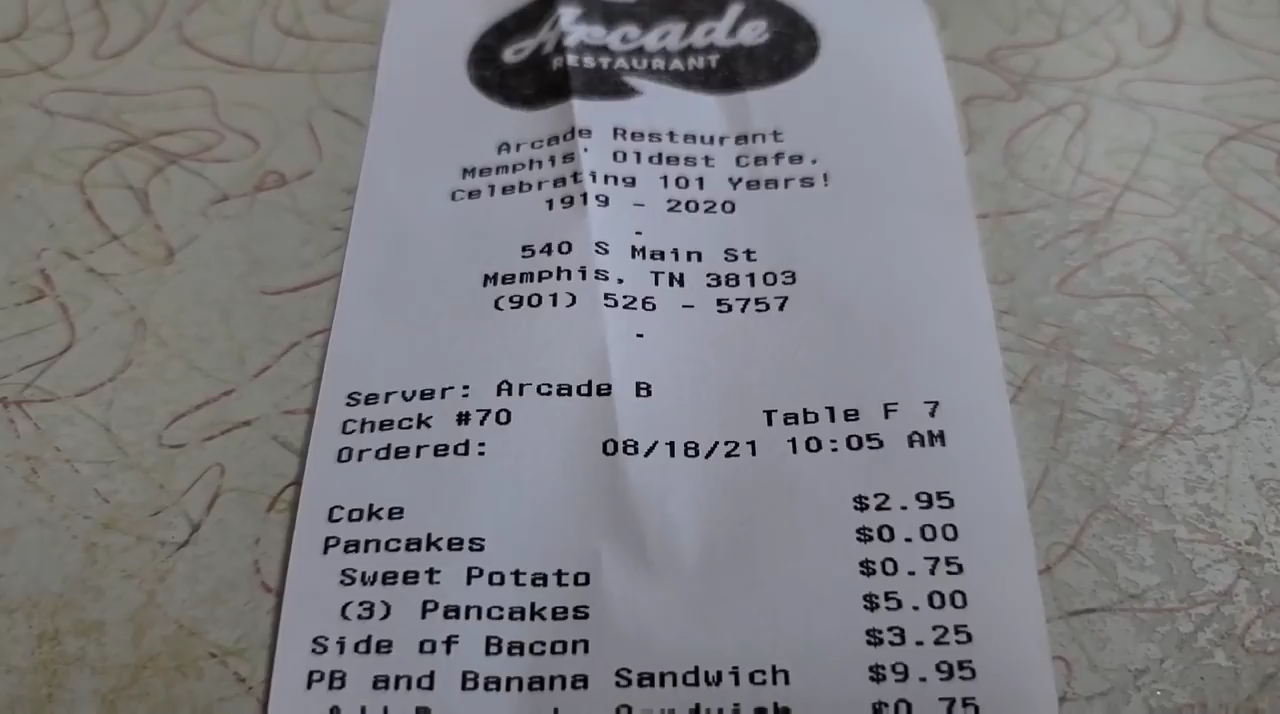 Arcade
RESTAURANT
Arcade Restaurant
Memphis' Oldest Cafe.
Celebrating 101 Years!
1919 - 2020
-
540 S Main St
Memphis, TN 38103
(901) 526 - 5757
-
Server: Arcade B
Check #70 Table F 7
Ordered: 08/18/21 10:05 AM
Coke $2.95
Pancakes $0.00
Sweet Potato $0.75
(3) Pancakes $5.00
Side of Bacon $3.25
PB and Banana Sandwich $9.95
Sandwich $0.75